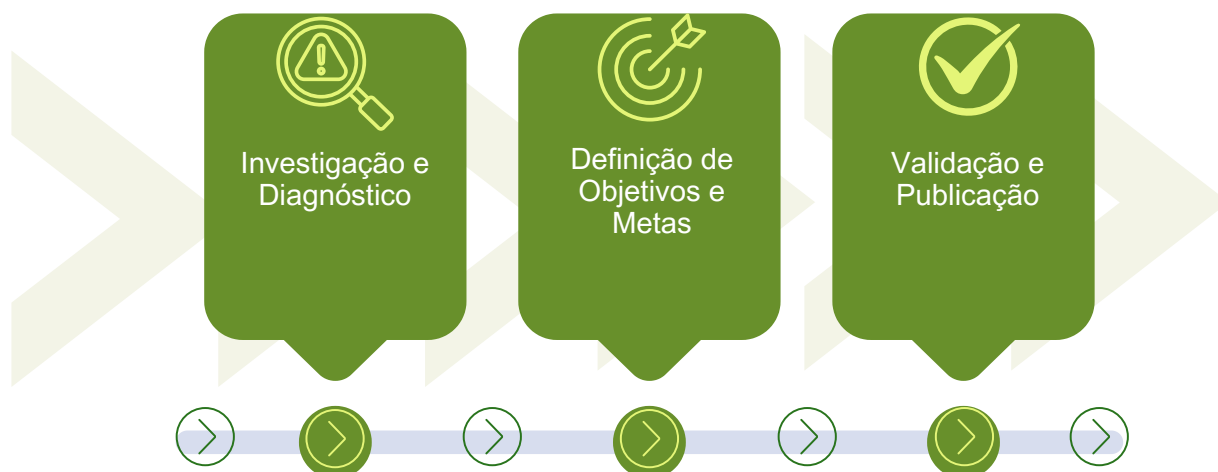 Investigação e
Diagnóstico
Definição de
Objetivos e
Metas
Validação e
Publicação